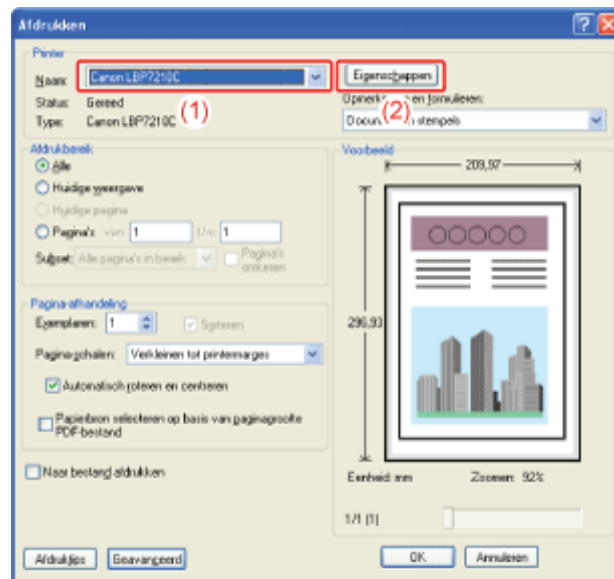 Afdrukken
Printer
Naam: Canon LBP7210C
Eigenschappen
Status: Gereed
(1)
(2)
Type: Canon LBP7210C
Opmerkingen en formulieren:
Document en stempels
Afdrukbereik
Alle
Huidige weergave
Huidige pagina
Pagina's van: 1 t/m: 1
Subset: Alle pagina's in bereik
Pagina's omkeren
Pagina-afhandeling
Exemplaren: 1
Sorteren
Pagina schalen: Verkleinen tot printermarges
Automatisch roteren en centreren
Papierbron selecteren op basis van paginagrootte
PDF-bestand
Naar bestand afdrukken
Voorbeeld
209,97
296,93
Eenheid: mm
Zoomen: 92%
1/1 (1)
Afdruktips
Geavanceerd
OK
Annuleren